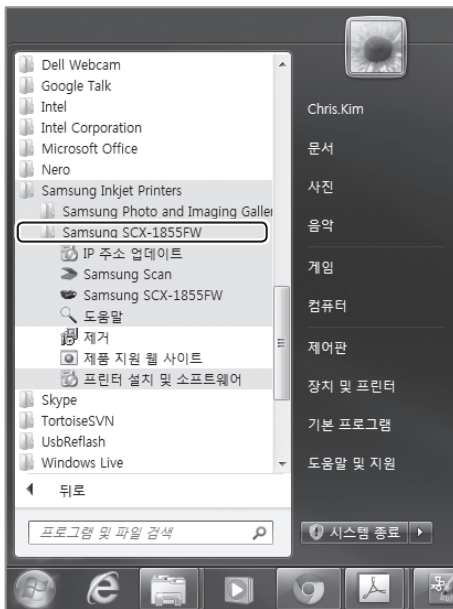 Dell Webcam
Google Talk
Intel
Intel Corporation
Microsoft Office
Nero
Samsung Inkjet Printers
Samsung Photo and Imaging Galler
Samsung SCX-1855FW
IP 주소 업데이트
Samsung Scan
Samsung SCX-1855FW
도움말
제거
제품 지원 웹 사이트
프린터 설치 및 소프트웨어
Skype
TortoiseSVN
UsbReflash
Windows Live
뒤로
프로그램 및 파일 검색
Chris.Kim
문서
사진
음악
게임
컴퓨터
제어판
장치 및 프린터
기본 프로그램
도움말 및 지원
시스템 종료